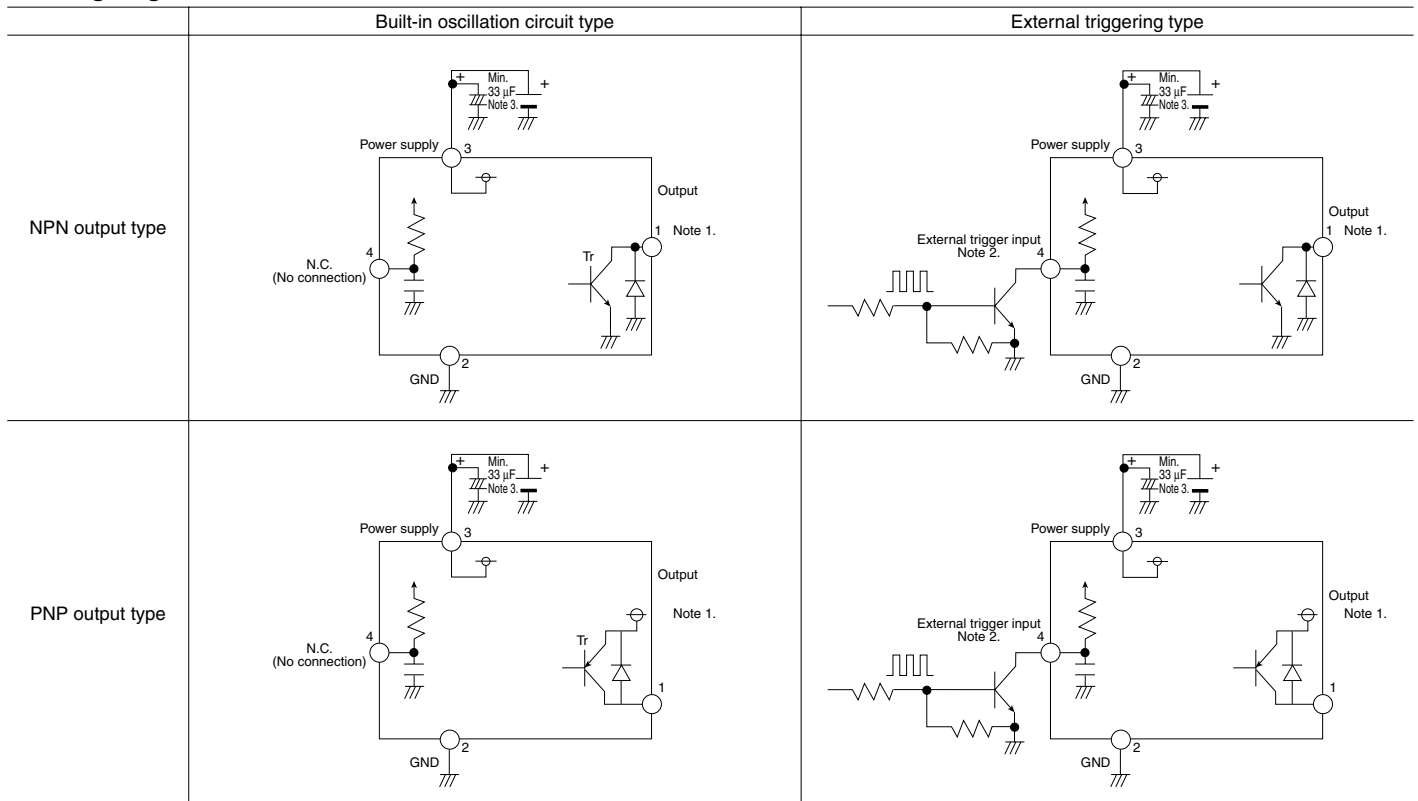 Built-in oscillation circuit type
External triggering type
NPN output type
+
Min.
33 µF
Note 3.
+
Power supply
3
Output
1
Note 1.
4
N.C.
(No connection)
Tr
2
GND
+
Min.
33 µF
Note 3.
+
Power supply
3
Output
1
Note 1.
External trigger input
Note 2.
4
2
GND
PNP output type
+
Min.
33 µF
Note 3.
+
Power supply
3
Output
Note 1.
4
N.C.
(No connection)
Tr
1
2
GND
+
Min.
33 µF
Note 3.
+
Power supply
3
Output
Note 1.
External trigger input
Note 2.
4
1
2
GND